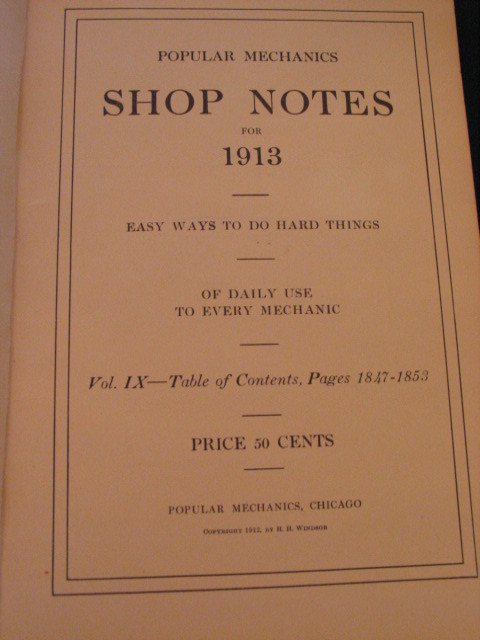 POPULAR MECHANICS
SHOP NOTES
FOR
1913
EASY WAYS TO DO HARD THINGS
OF DAILY USE
TO EVERY MECHANIC
Vol. IX—Table of Contents, Pages 1847-1853
PRICE 50 CENTS
POPULAR MECHANICS, CHICAGO
COPYRIGHT 1912, BY H. H. WINDSOR